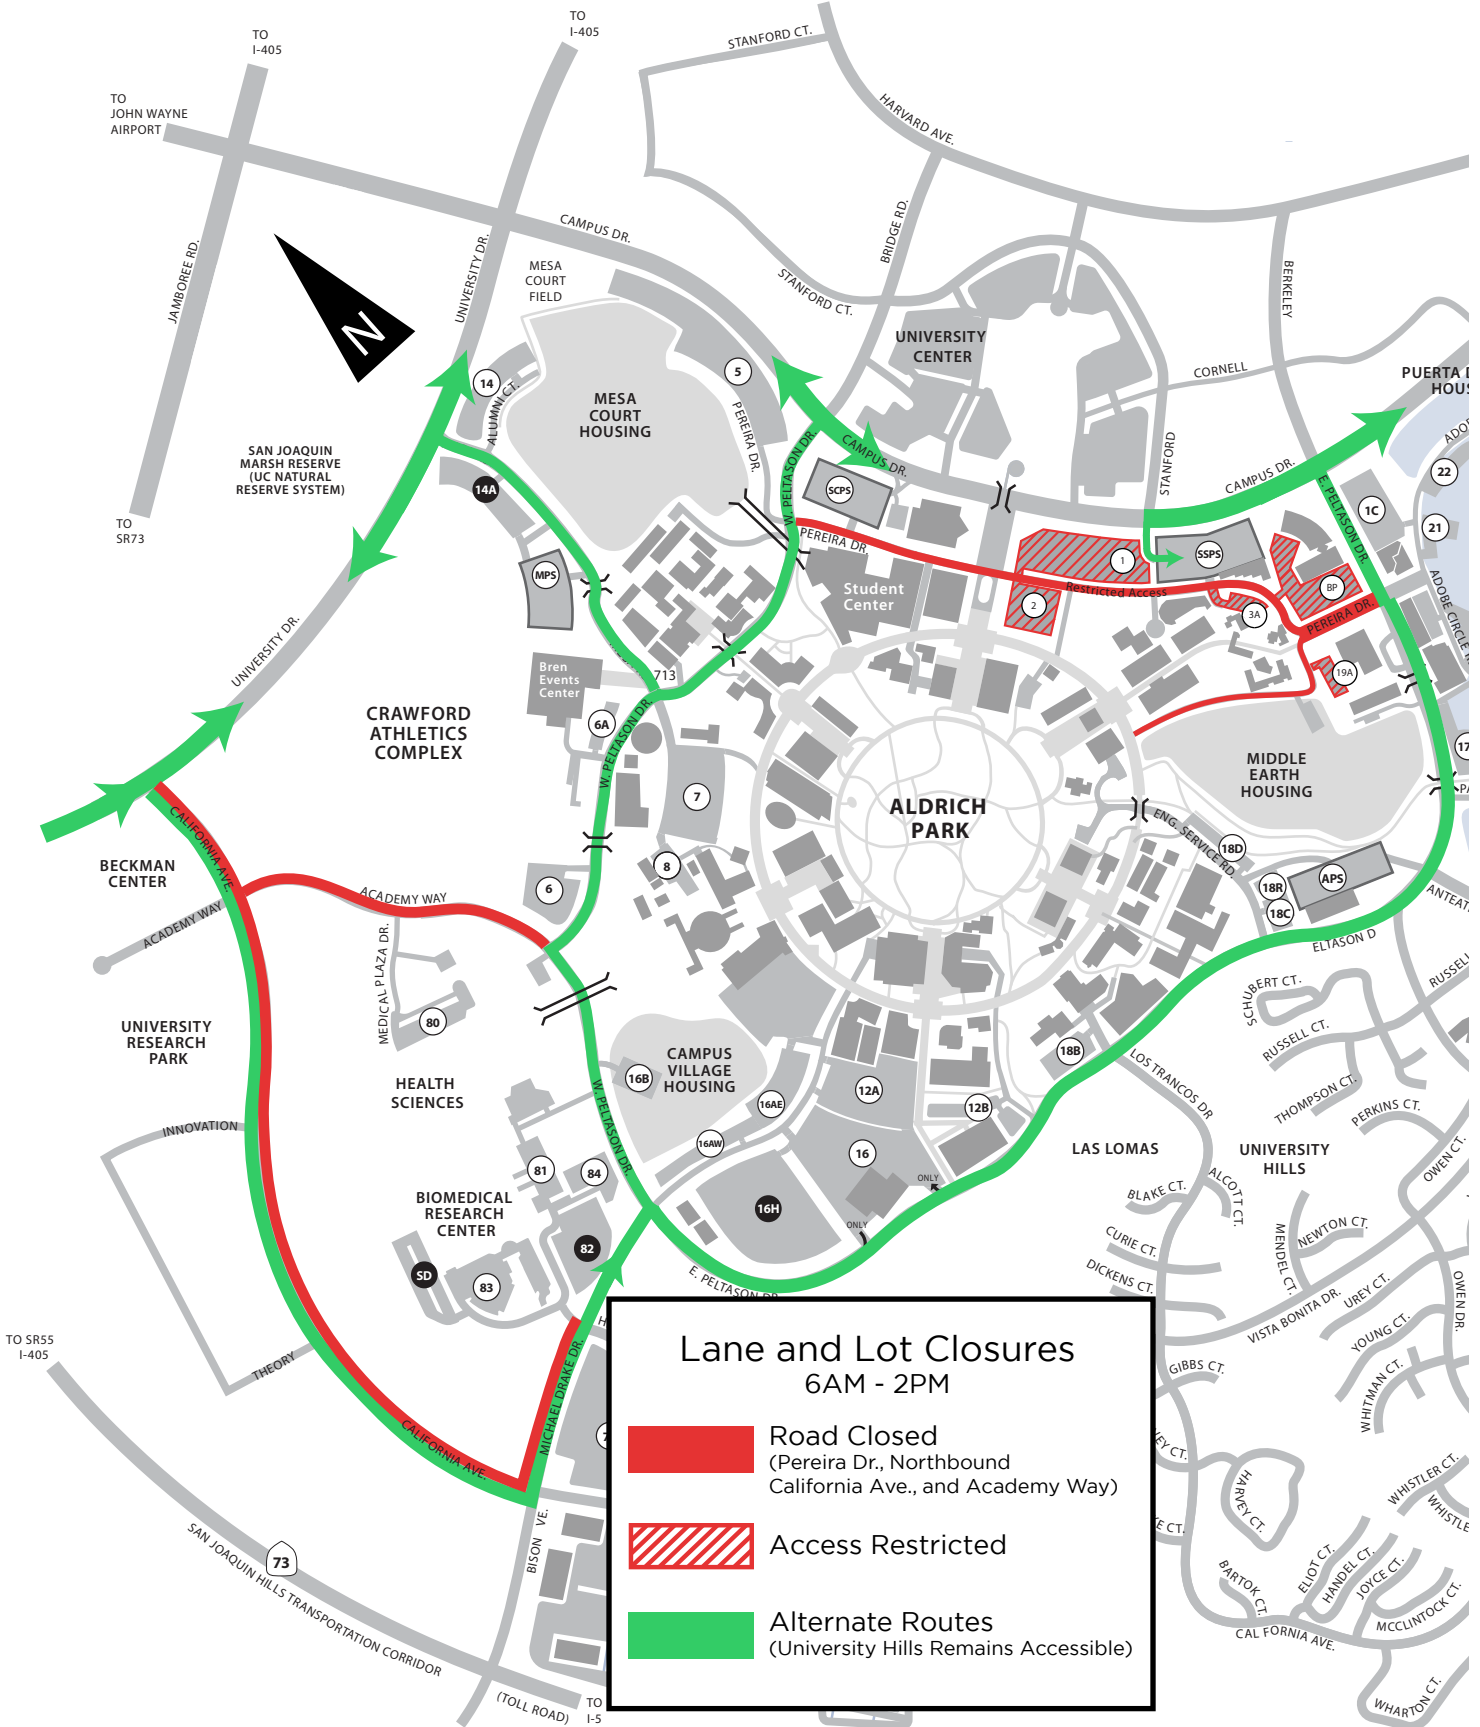 TO
I-405
TO
I-405
TO
JOHN WAYNE
AIRPORT
STANFORD CT.
HARVARD AVE.
JAMBOREE RD.
UNIVERSITY DR.
CAMPUS DR.
MESA
COURT
FIELD
BRIDGE RD.
STANFORD CT.
BERKELEY
N
UNIVERSITY
CENTER
CORNELL
14
ALUMNI CT.
5
MESA
COURT
HOUSING
PEREIRA DR.
W. PELTASON DR.
CAMPUS DR.
STANFORD
CAMPUS DR.
SAN JOAQUIN
MARSH RESERVE
(UC NATURAL
RESERVE SYSTEM)
14A
SCPS
22
1C
21
E. PELTASON DR.
TO
SR73
PEREIRA DR.
MPS
1
SSPS
Student
Center
2
Restricted Access
3A
BP
PEREIRA DR.
UNIVERSITY DR.
Bren
Events
Center
713
19A
6A
W. PELTASON DR.
CRAWFORD
ATHLETICS
COMPLEX
MIDDLE
EARTH
HOUSING
17
7
ALDRICH
PARK
CALIFORNIA AVE.
BECKMAN
CENTER
ENG. SERVICE RD.
18D
8
6
18R
APS
18C
ACADEMY WAY
ACADEMY WAY
MEDICAL PLAZA DR.
80
UNIVERSITY
RESEARCH
PARK
SCHUBERT CT.
RUSSELL CT.
18B
LOS TRANCOS DR
THOMPSON CT.
PERKINS CT.
CAMPUS
VILLAGE
HOUSING
16B
HEALTH
SCIENCES
16AE
12A
12B
INNOVATION
W. PELTASON DR.
16AW
16
LAS LOMAS
UNIVERSITY
HILLS
OWEN CT.
81
84
ONLY
BLAKE CT.
ALCOTT CT.
BIOMEDICAL
RESEARCH
CENTER
16H
ONLY
82
CURIE CT.
MENDEL CT.
NEWTON CT.
SD
83
E. PELTASON DR.
DICKENS CT.
UREY CT.
OWEN DR.
VISTA BONITA DR.
YOUNG CT.
TO SR55
I-405
THEORY
GIBBS CT.
WHITMAN CT.
MICHAEL DRAKE DR.
CALIFORNIA AVE.
HARVEY CT.
WHISTLER CT.
SAN JOAQUIN HILLS TRANSPORTATION CORRIDOR
73
BISON
VE.
BARTOK CT.
ELIOT CT.
HANDEL CT.
JOYCE CT.
MCCLINTOCK CT.
CAL FORNIA AVE.
WHARTON CT.
(TOLL ROAD)
TO
I-5
Lane and Lot Closures
6AM - 2PM
Road Closed
(Pereira Dr., Northbound
California Ave., and Academy Way)
Access Restricted
Alternate Routes
(University Hills Remains Accessible)